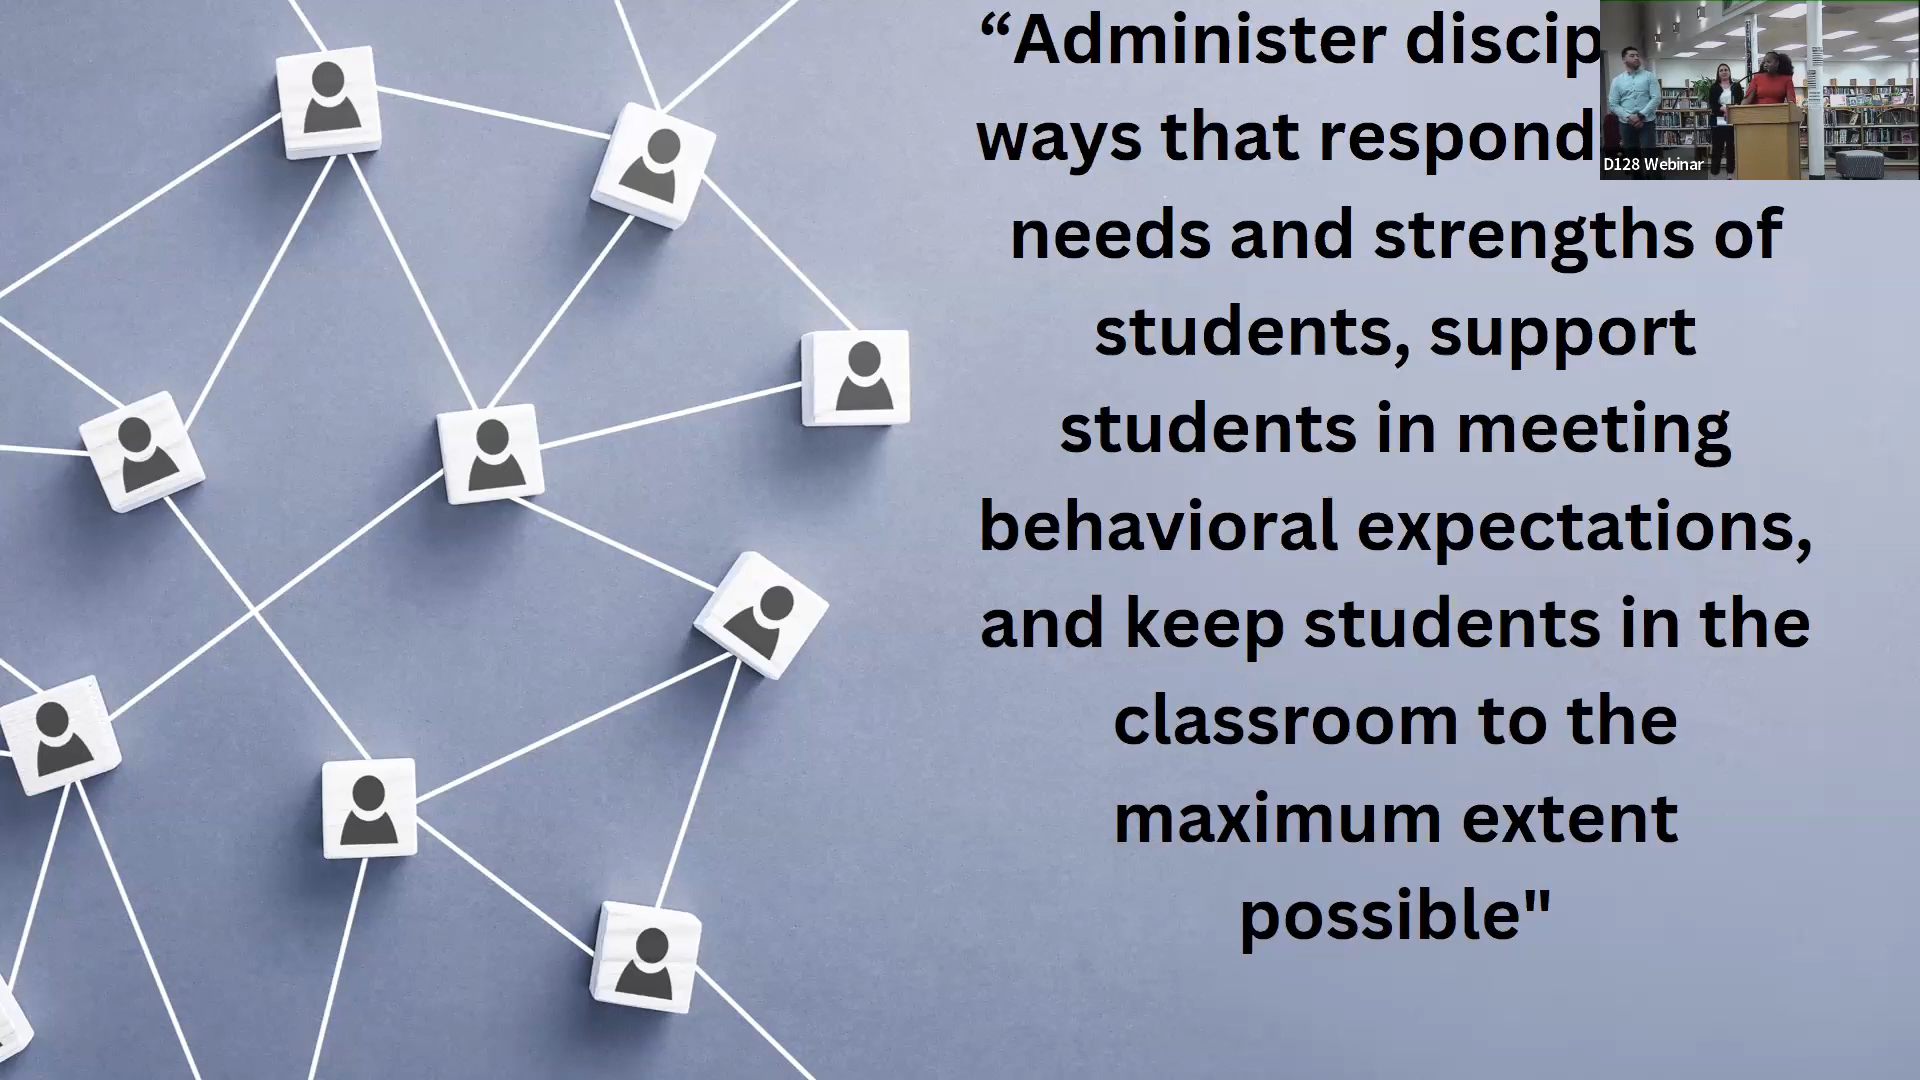 “Administer discip
ways that respond
needs and strengths of
students, support
students in meeting
behavioral expectations,
and keep students in the
classroom to the
maximum extent
possible"
D128 Webinar